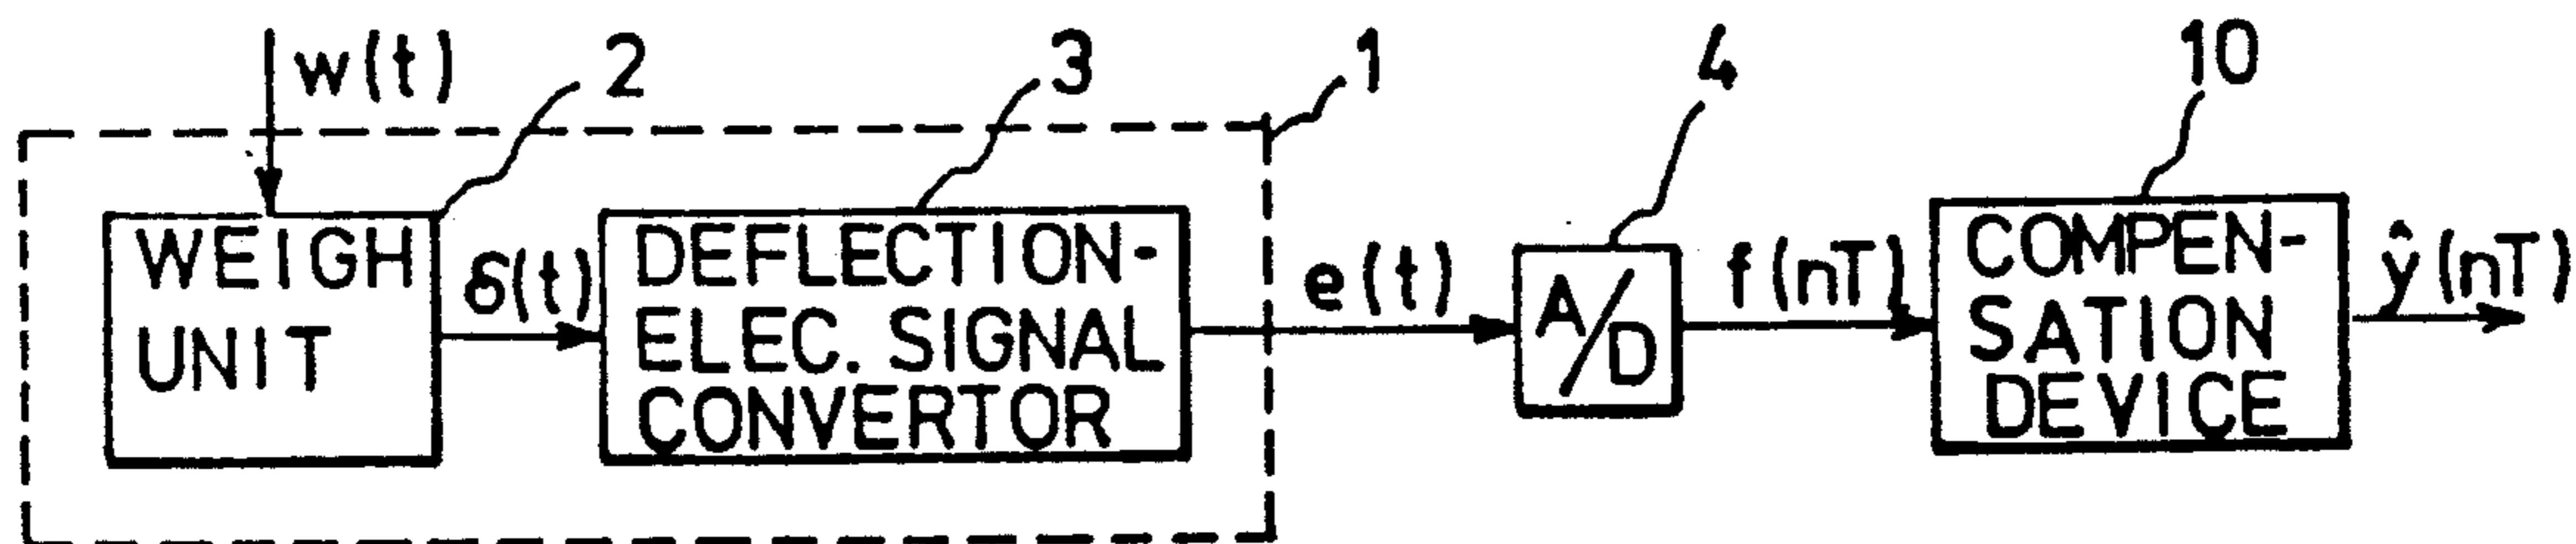 w(t)
2
3
1
4
10
WEIGH
UNIT
δ(t)
DEFLECTION-
ELEC. SIGNAL
CONVERTOR
e(t)
A/D
f(nT)
COMPEN-
SATION
DEVICE
ŷ(nT)